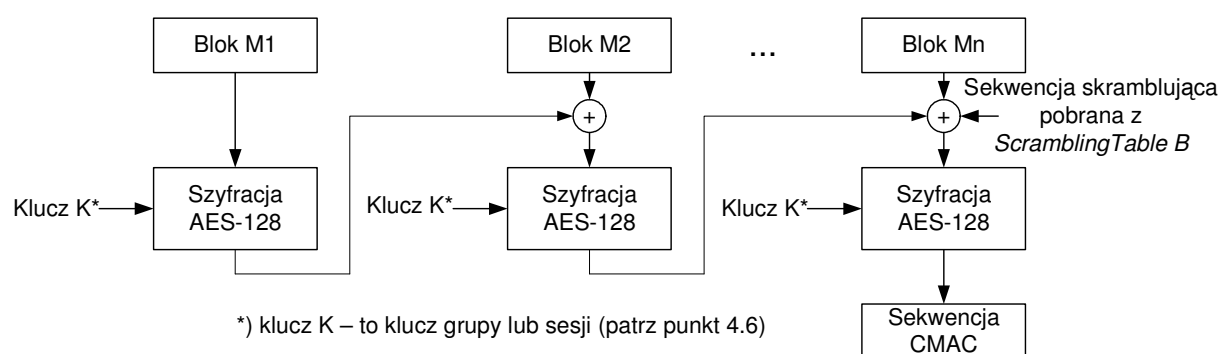 Blok M1
Blok M2
...
Blok Mn
+
+
Sekwencja skramblująca
pobrana z
ScramblingTable B
Klucz K*
Szyfracja
AES-128
Klucz K*
Szyfracja
AES-128
Klucz K*
Szyfracja
AES-128
*) klucz K – to klucz grupy lub sesji (patrz punkt 4.6)
Sekwencja
CMAC